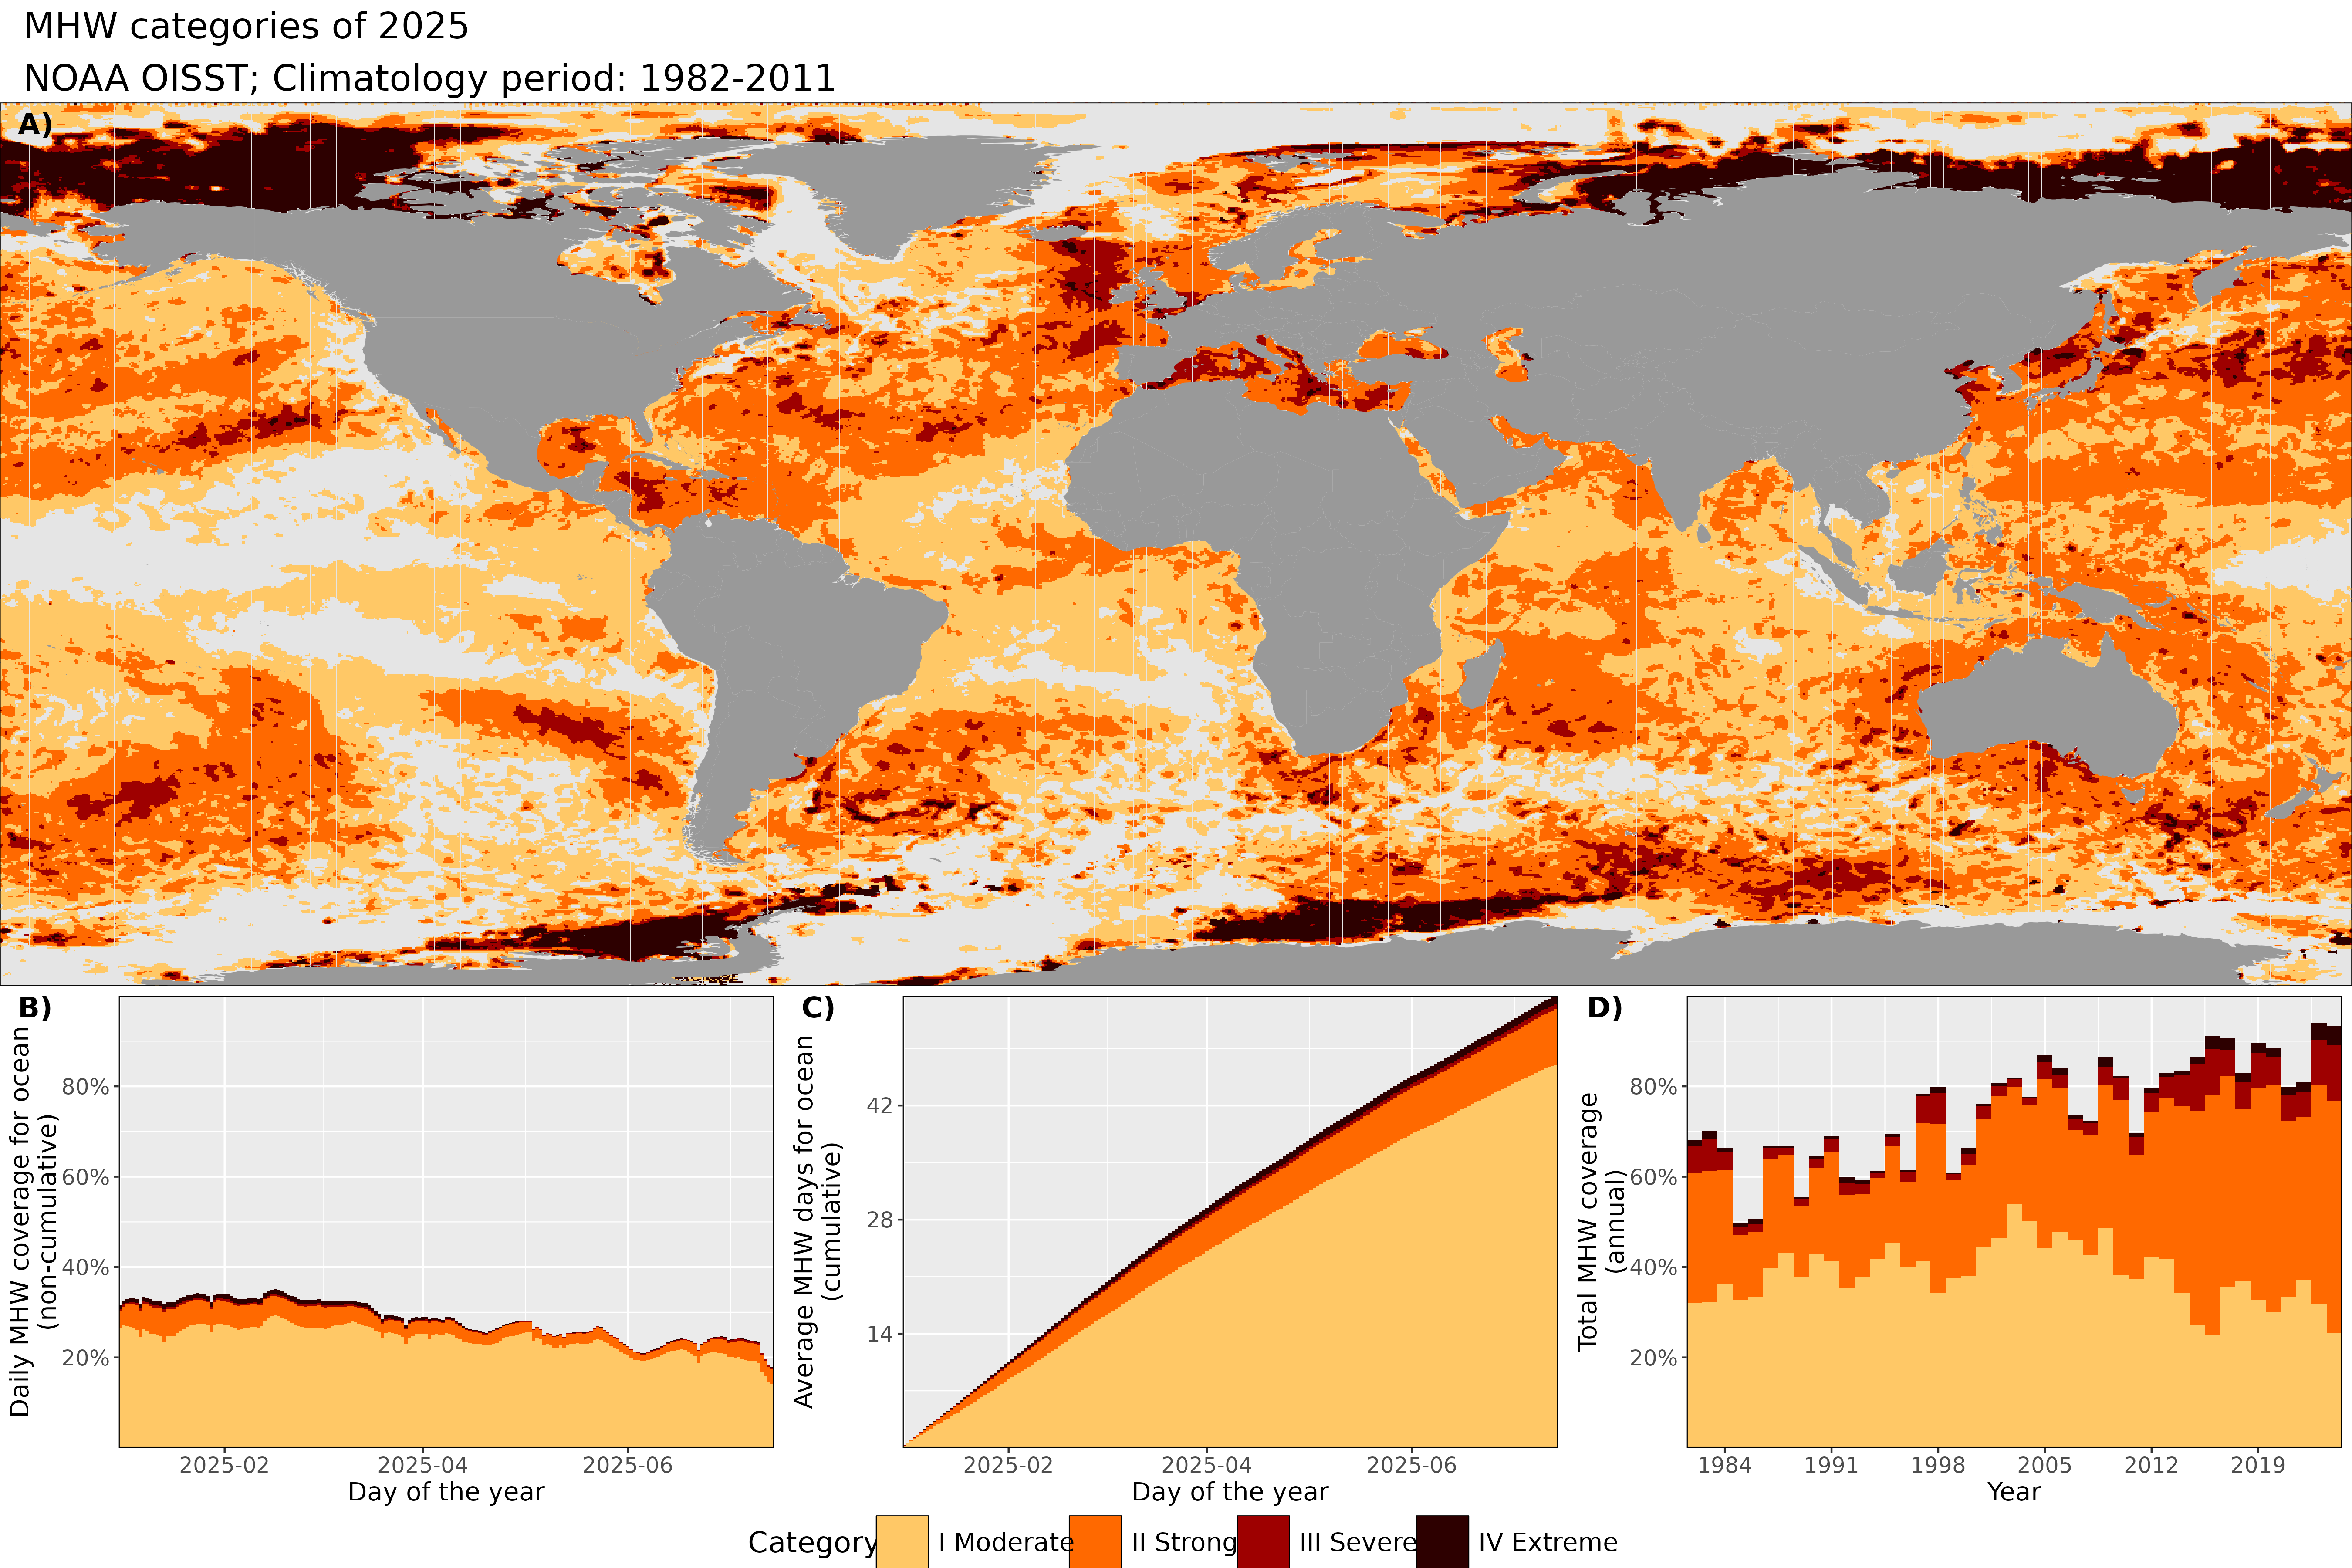 MHW categories of 2025
NOAA OISST; Climatology period: 1982-2011
A)
B)
Daily MHW coverage for ocean
(non-cumulative)
80%
60%
40%
20%
2025-02 2025-04 2025-06
Day of the year
C)
Average MHW days for ocean
(cumulative)
42
28
14
2025-02 2025-04 2025-06
Day of the year
D)
Total MHW coverage
(annual)
80%
60%
40%
20%
1984 1991 1998 2005 2012 2019
Year
Category I Moderate II Strong III Severe IV Extreme